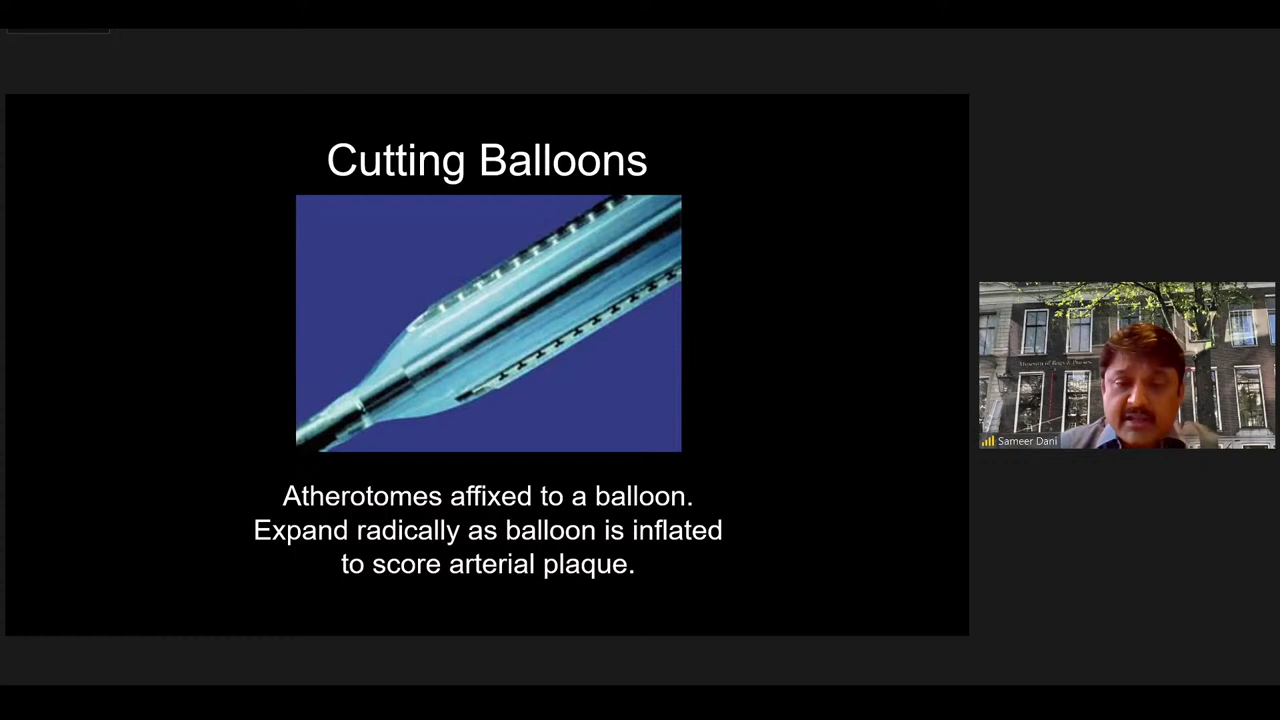 Cutting Balloons
Atherotomes affixed to a balloon.
Expand radically as balloon is inflated
to score arterial plaque.
Sameer Dani